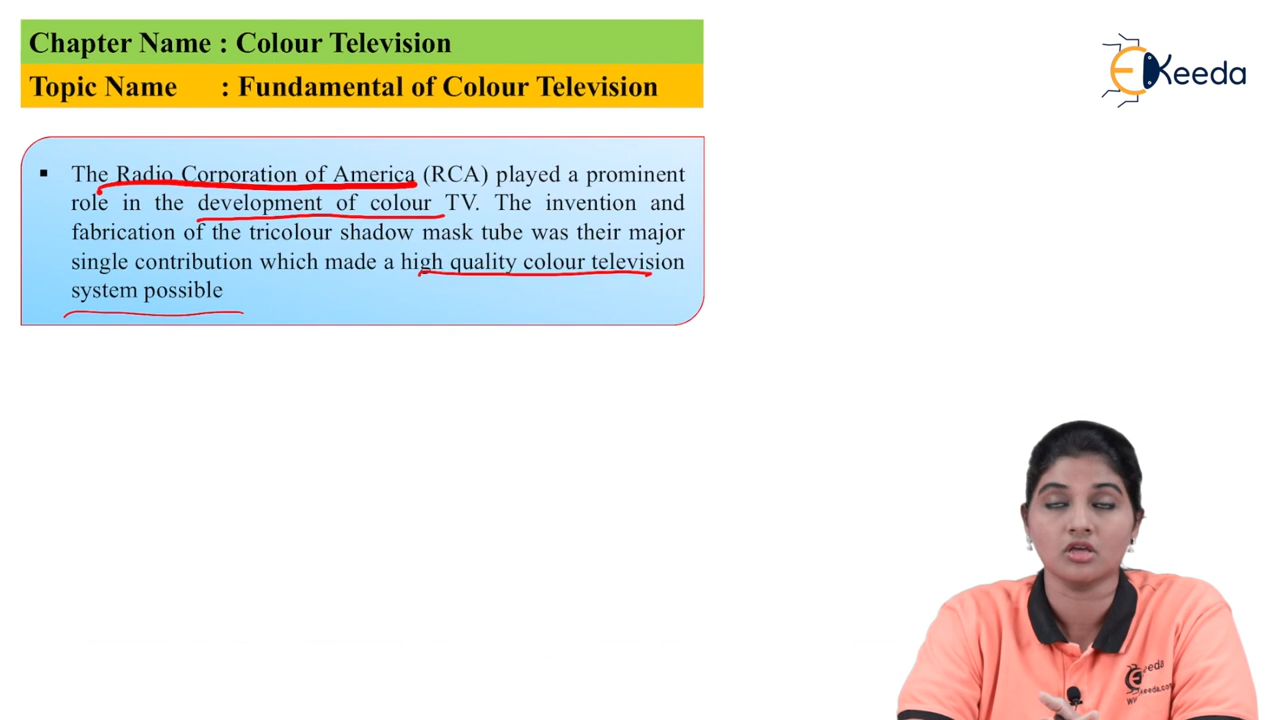 Chapter Name : Colour Television
Topic Name : Fundamental of Colour Television
EKeeda
▪ The Radio Corporation of America (RCA) played a prominent
role in the development of colour TV. The invention and
fabrication of the tricolour shadow mask tube was their major
single contribution which made a high quality colour television
system possible